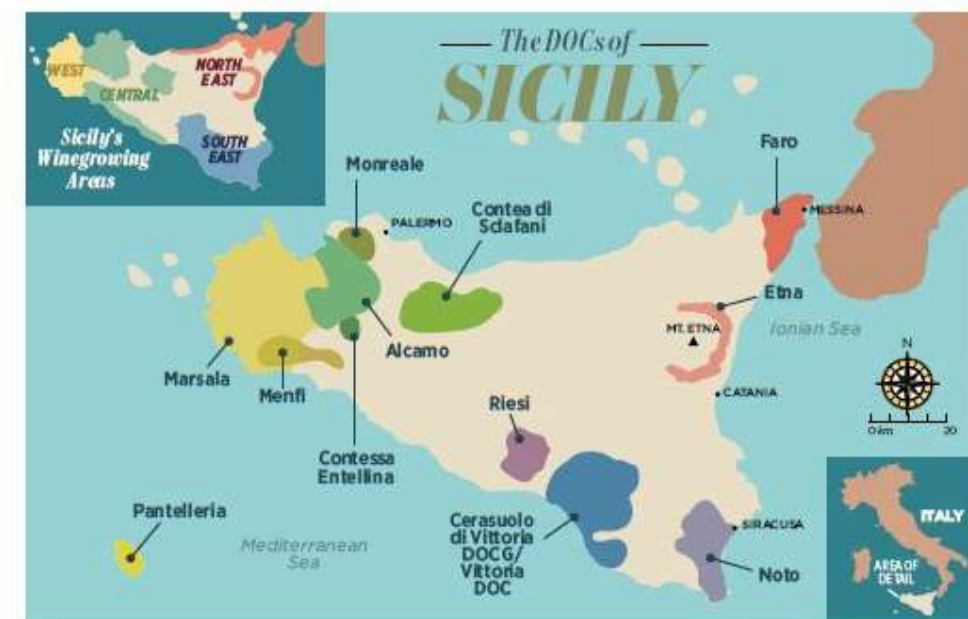 The DOCs of
SICILY
WEST
CENTRAL
NORTH
EAST
SOUTH
EAST
Sicily's
Winegrowing
Areas
Monreale
PALERMO
Contea di
Sclafani
Faro
MESSINA
Etna
MT. ETNA
Ionian Sea
Marsala
Menfi
Alcamo
CATANIA
N
0 km
20
Riesi
Contessa
Entellina
Pantelleria
Mediterranean
Sea
Cerasuolo
di Vittoria
DOCG/
Vittoria
DOC
SIRACUSA
Noto
ITALY
AREA OF
DETAIL